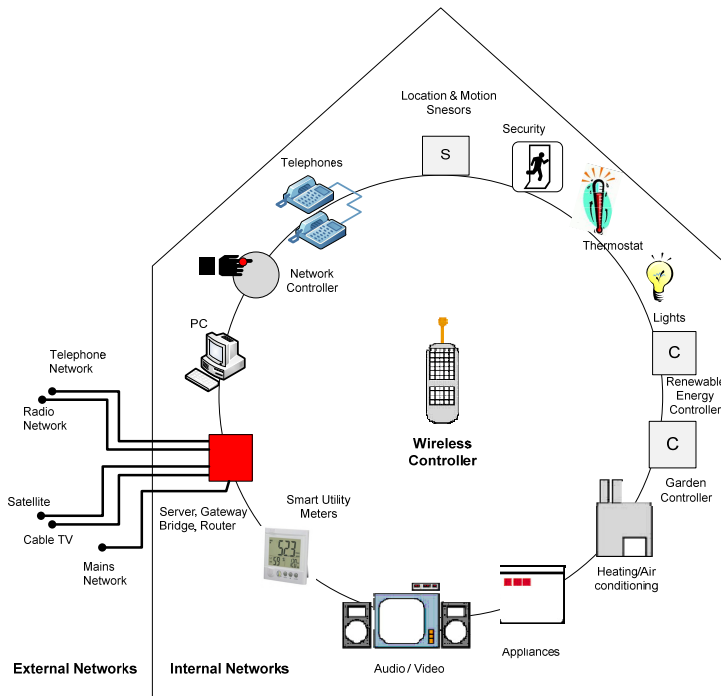 Location & Motion
Snesors
S
Security
Telephones
Thermostat
Network
Controller
PC
Lights
Telephone
Network
C
Renewable
Energy
Controller
Radio
Network
Wireless
Controller
C
Garden
Controller
Satellite
Cable TV
Server, Gateway
Bridge, Router
Smart Utility
Meters
Mains
Network
Heating/Air
conditioning
Appliances
Audio / Video
External Networks
Internal Networks